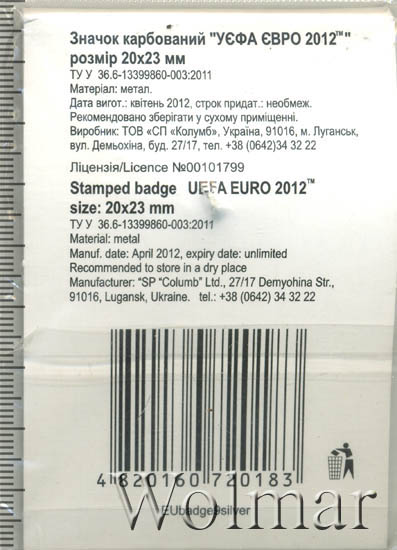 Значок карбований "УЄФА ЄВРО 2012™"
розмір 20x23 мм
ТУ У 36.6-13399860-003:2011
Матеріал: метал.
Дата вигот.: квітень 2012, строк придат.: необмеж.
Рекомендовано зберігати у сухому приміщенні.
Виробник: ТОВ «СП «Колумб», Україна, 91016, м. Луганськ,
вул. Демьохіна, буд. 27/17, тел. +38 (0642)34 32 22
Ліцензія/Licence №00101799
Stamped badge UEFA EURO 2012™
size: 20x23 mm
ТУ У 36.6-13399860-003:2011
Material: metal
Manuf. date: April 2012, expiry date: unlimited
Recommended to store in a dry place
Manufacturer: "SP "Columb" Ltd., 27/17 Demyohina Str.,
91016, Lugansk, Ukraine. tel.: +38 (0642) 34 32 22
4 820160 720183
EUbadge9silver
Wolmar